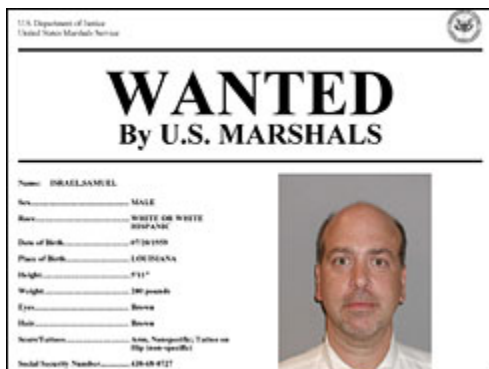 U.S. Department of Justice
United States Marshals Service
WANTED
By U.S. MARSHALS
Name: ISRAEL,SAMUEL
Sex MALE
Race WHITE OR WHITE
HISPANIC
Date of Birth 07/20/1959
Place of Birth LOUISIANA
Height 5'11"
Weight 200 pounds
Eyes Brown
Hair Brown
Scars/Tattoos Arm, Nonspecific; Tattoo on
Hip (non-specific)
Social Security Number